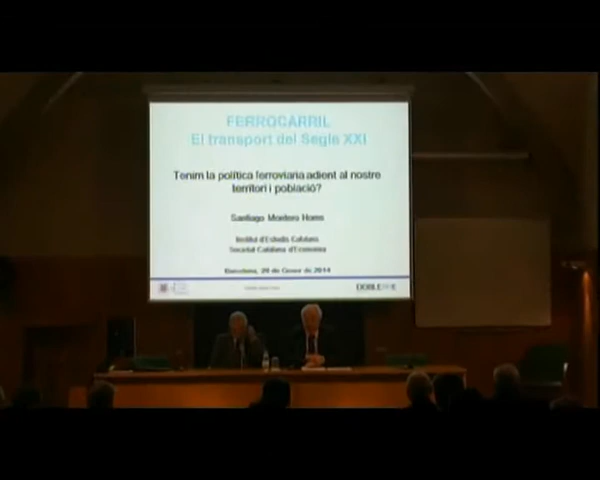 FERROCARRIL
El transport del Segle XXI
Tenim la política ferroviaria adient al nostre
territori i població?
Santiago Montero Homs
Institut d'Estudis Catalans
Societat Catalana d'Economia
Barcelona, 29 de Gener de 2014